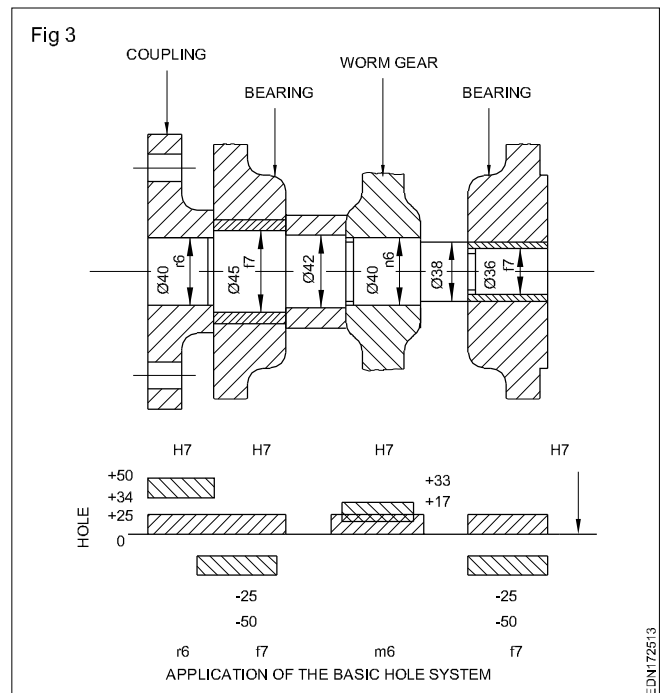 Fig 3
COUPLING
BEARING
WORM GEAR
BEARING
Ø40 r6
Ø45 f7
Ø42
Ø40 n6
Ø38
Ø36 f7
H7 H7 H7 H7
+50
+34
+25
0
HOLE
+33
+17
-25
-50
-25
-50
r6 f7 m6 f7
APPLICATION OF THE BASIC HOLE SYSTEM
EDN172513